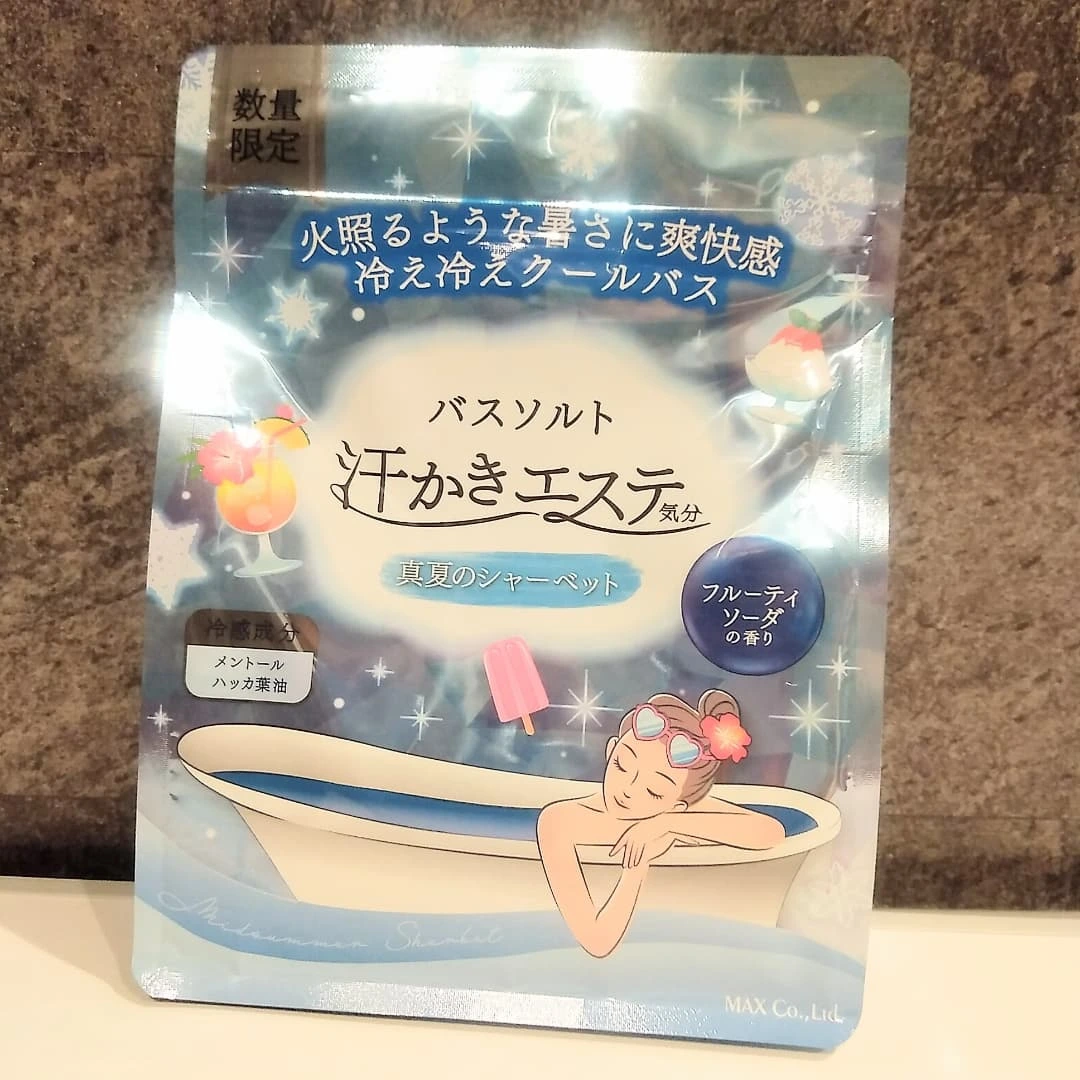 数量
限定
火照るような暑さに爽快感
冷え冷えクールバス
バスソルト
汗かきエステ気分
真夏のシャーベット
フルーティ
ソーダ
の香り
冷感成分
メントール
ハッカ葉油
Midsummer Sherbet
MAX Co.,Ltd.